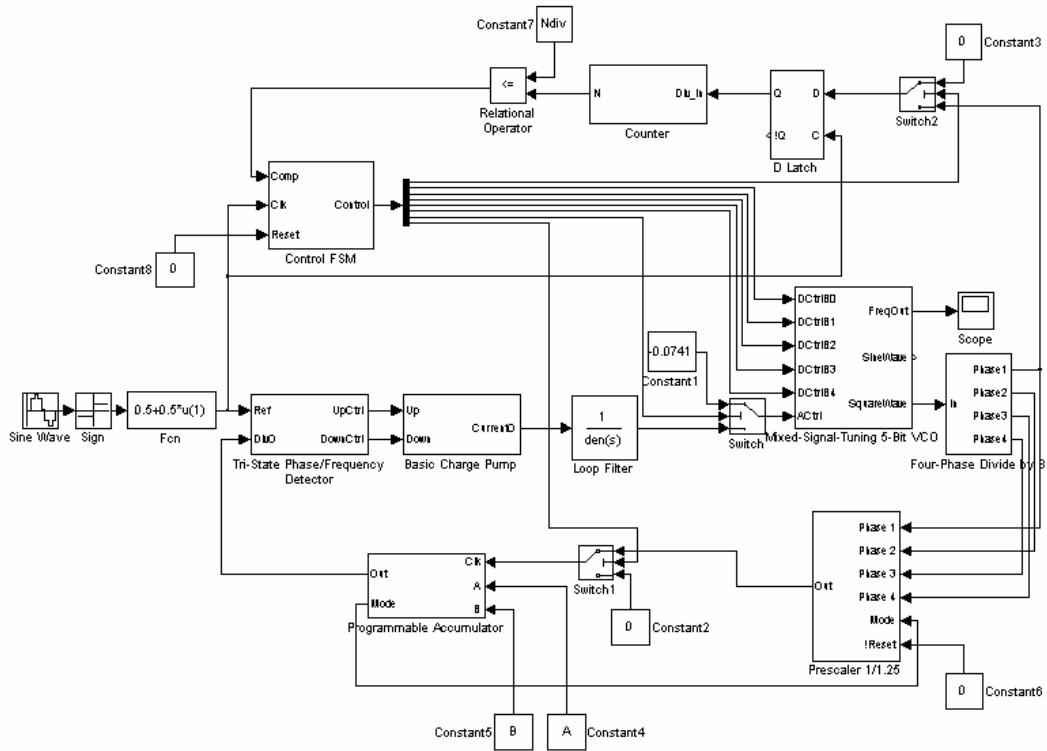 Constant7
Ndiv
0
Constant3
<=
Relational
Operator
N
Counter
Q
!Q
D
C
D Latch
Switch2
Comp
Clk
Reset
Control
Control FSM
Constant8
0
DCtrlB0
DCtrlB1
DCtrlB2
DCtrlB3
DCtrlB4
ACtrl
FreqOut
SineWave
SquareWave
Mixed-Signal-Tuning 5-Bit VCO
Scope
-0.0741
Constant1
Switch
Sine Wave
Sign
0.5+0.5*u(1)
Fcn
Ref
UpCtrl
DownCtrl
Tri-State Phase/Frequency
Detector
Up
Down
CurrentO
Basic Charge Pump
1
den(s)
Loop Filter
In
Phase1
Phase2
Phase3
Phase4
Four-Phase Divide by 8
Out
Mode
Clk
A
B
Programmable Accumulator
Switch1
0
Constant2
Phase 1
Phase 2
Phase 3
Phase 4
Mode
!Reset
Out
Prescaler 1/1.25
0
Constant6
Constant5
B
A
Constant4